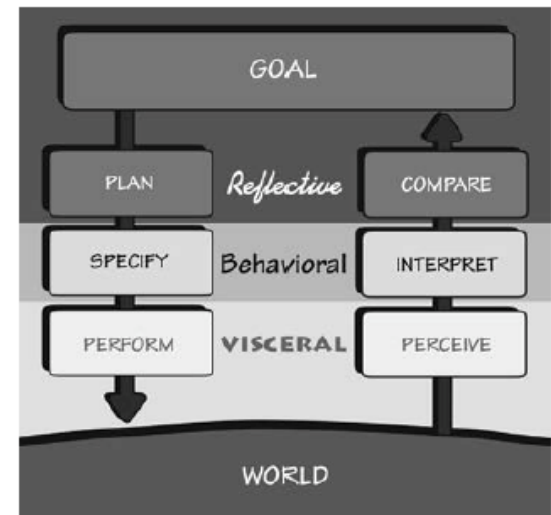 GOAL
PLAN Reflective COMPARE
SPECIFY Behavioral INTERPRET
PERFORM VISCERAL PERCEIVE
WORLD